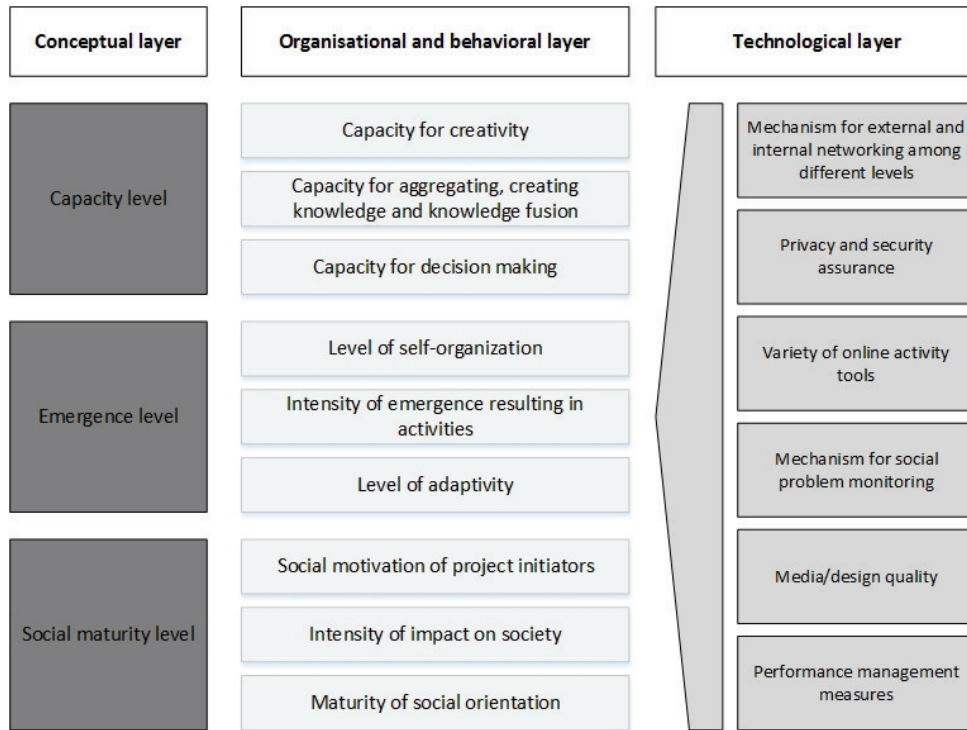 Conceptual layer
Organisational and behavioral layer
Technological layer
Capacity level
Capacity for creativity
Capacity for aggregating, creating
knowledge and knowledge fusion
Capacity for decision making
Emergence level
Level of self-organization
Intensity of emergence resulting in
activities
Level of adaptivity
Social maturity level
Social motivation of project initiators
Intensity of impact on society
Maturity of social orientation
Mechanism for external and
internal networking among
different levels
Privacy and security
assurance
Variety of online activity
tools
Mechanism for social
problem monitoring
Media/design quality
Performance management
measures